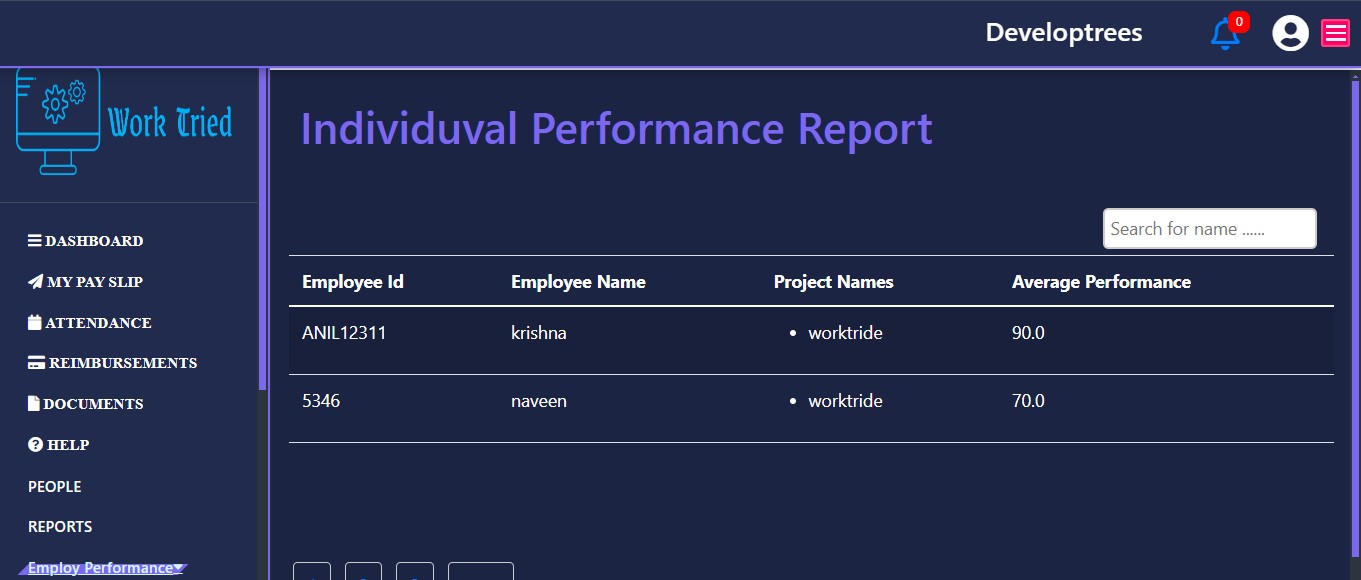 Developtrees
0
Work Tried
Individuval Performance Report
DASHBOARD
MY PAY SLIP
ATTENDANCE
REIMBURSEMENTS
DOCUMENTS
HELP
PEOPLE
REPORTS
Employ Performance
Search for name ......
Employee Id Employee Name Project Names Average Performance
ANIL12311 krishna • worktride 90.0
5346 naveen • worktride 70.0